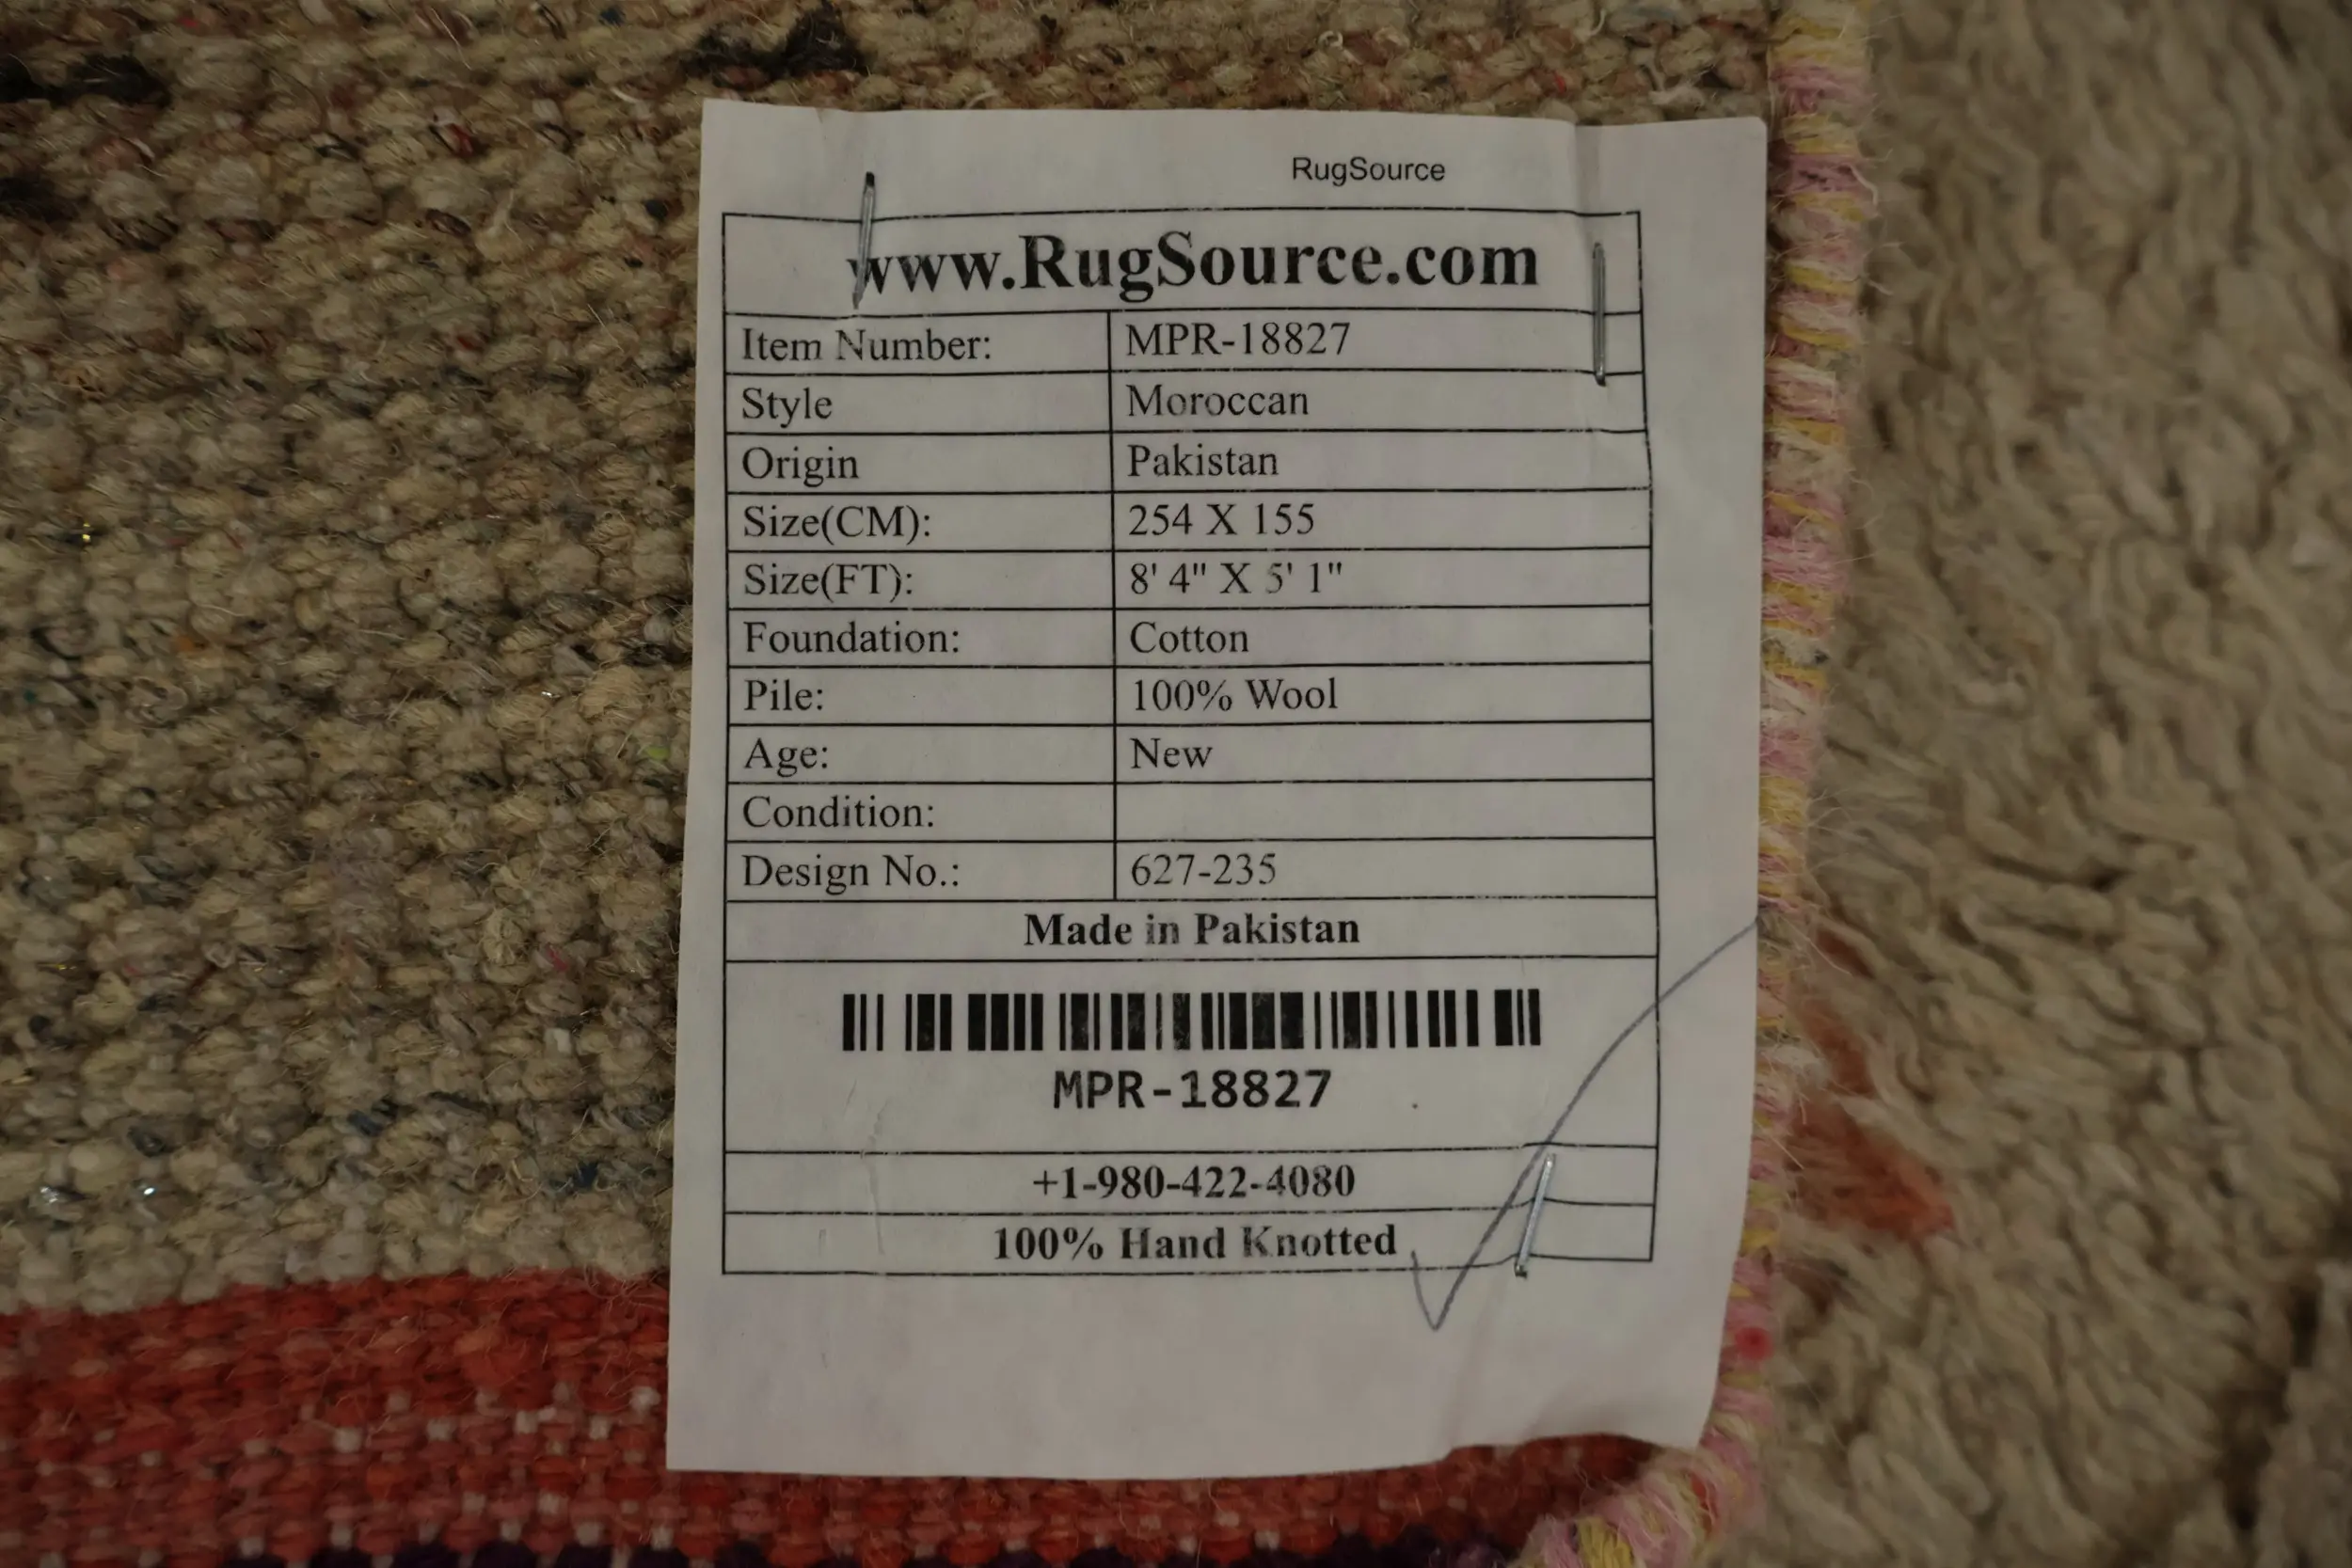 RugSource
www.RugSource.com
Item Number: MPR-18827
Style Moroccan
Origin Pakistan
Size(CM): 254 X 155
Size(FT): 8' 4" X 5' 1"
Foundation: Cotton
Pile: 100% Wool
Age: New
Condition:
Design No.: 627-235
Made in Pakistan
MPR-18827
+1-980-422-4080
100% Hand Knotted